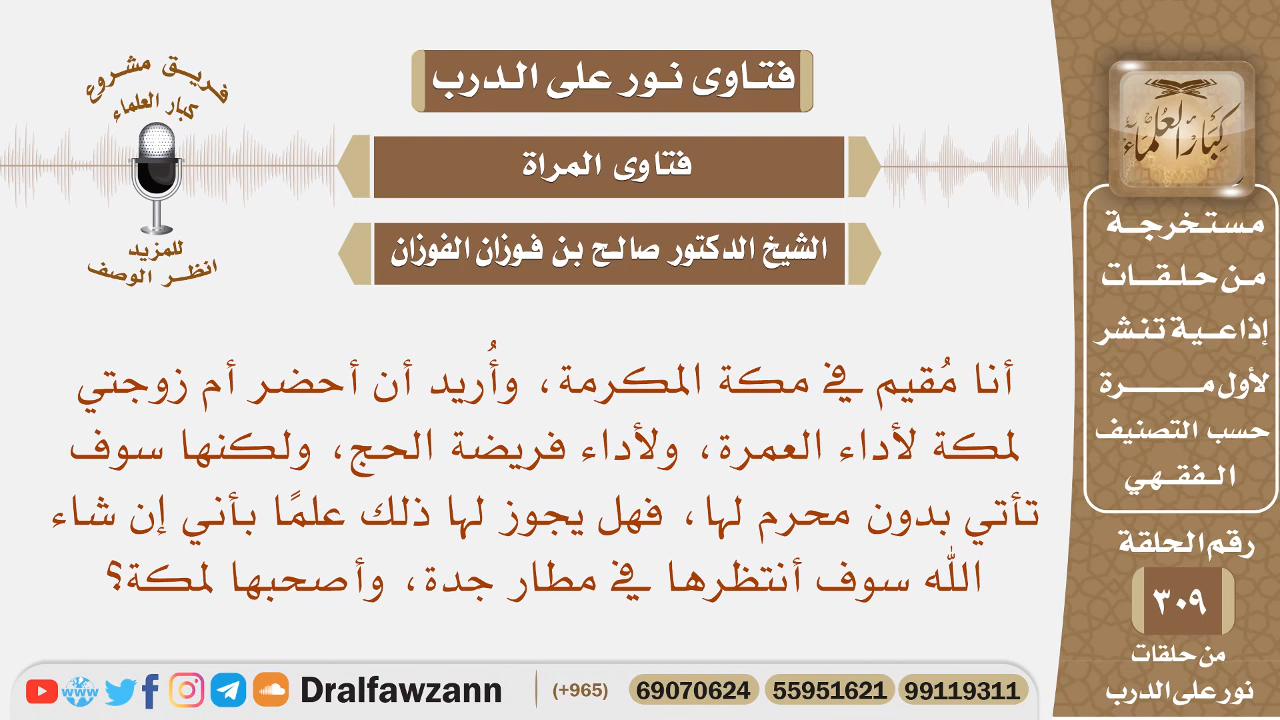 فتاوى نور على الدرب
فتاوى المراة
الشيخ الدكتور صالح بن فوزان الفوزان
فريق مشروع
كبار العلماء
للمزيد
انظر الوصف
أنا مُقيم في مكة المكرمة، وأُريد أن أحضر أم زوجتي
لمكة لأداء العمرة، ولأداء فريضة الحج، ولكنها سوف
تأتي بدون محرم لها، فهل يجوز لها ذلك علمًا بأني إن شاء
الله سوف أنتظرها في مطار جدة، وأصحبها لمكة؟
كِبَارُ العُلَمَاء
مستخرجة
من حلقات
إذاعية تنشر
لأول مرة
حسب التصنيف
الفقهي
رقم الحلقة
٣٠٩
من حلقات
نور على الدرب
www Dralfawzann (+965) 69070624 55951621 99119311